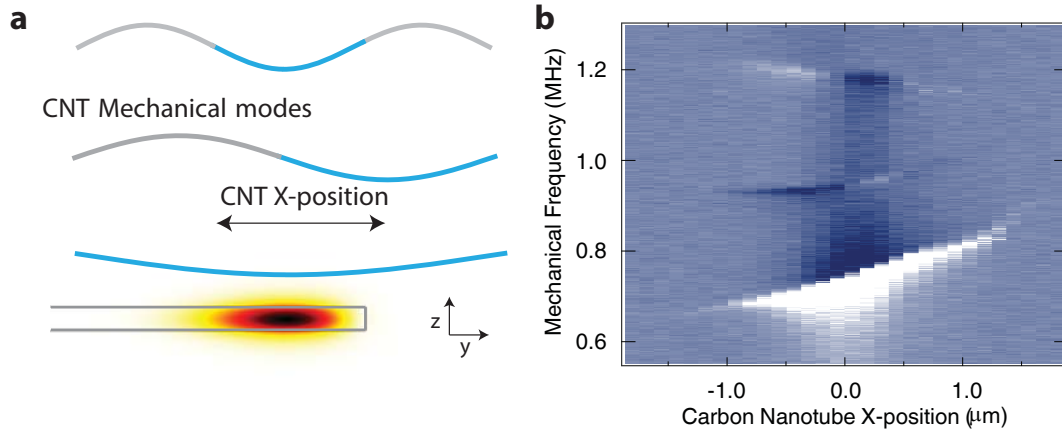 a
CNT Mechanical modes
CNT X-position
z
y
b
Mechanical Frequency (MHz)
1.2
1.0
0.8
0.6
-1.0
0.0
1.0
Carbon Nanotube X-position (μm)